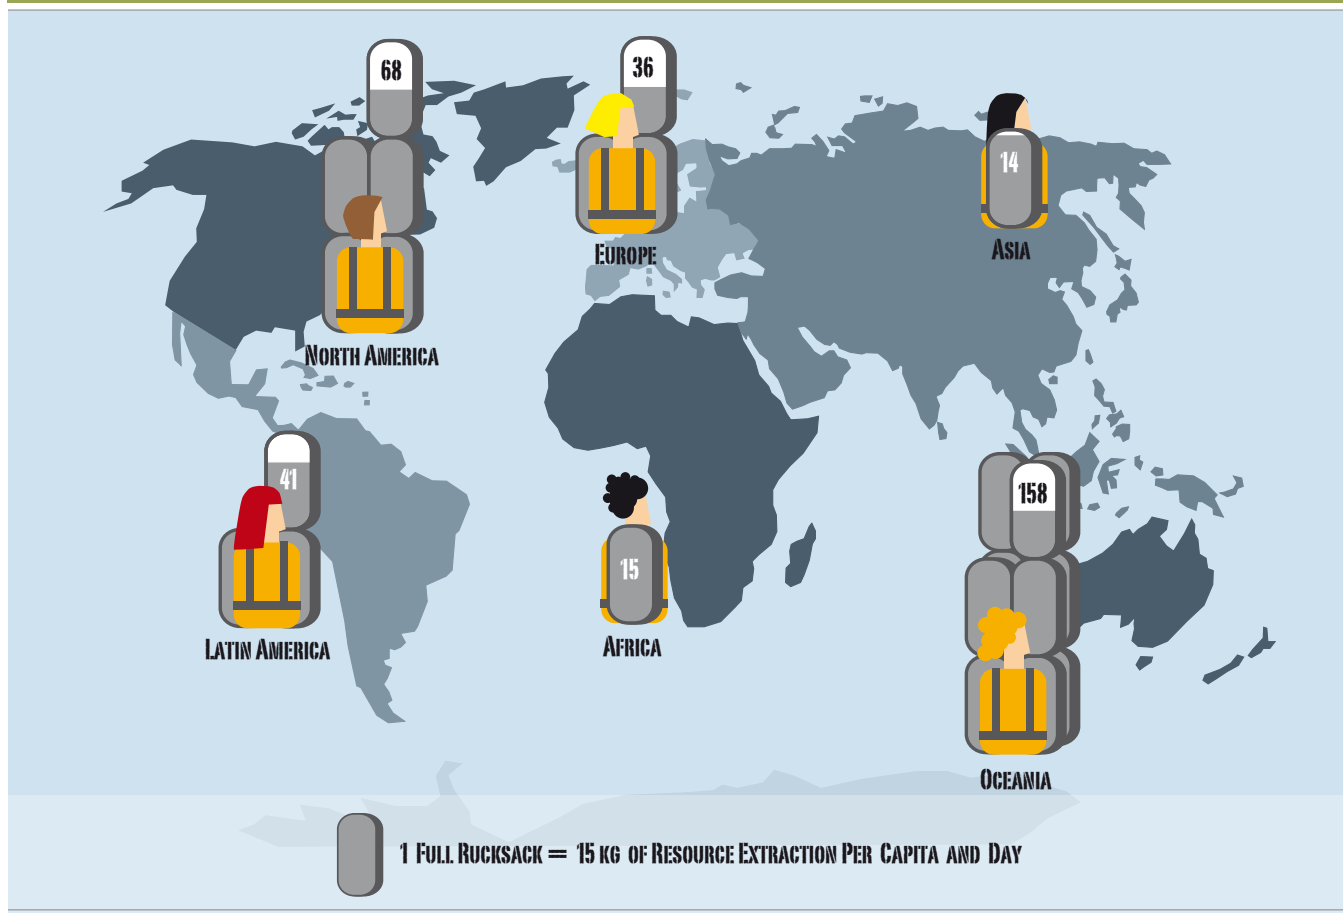 68
36
14
Europe
Asia
North America
41
158
15
Latin America
Africa
Oceania
1 Full Rucksack = 15 kg of Resource Extraction Per Capita and Day